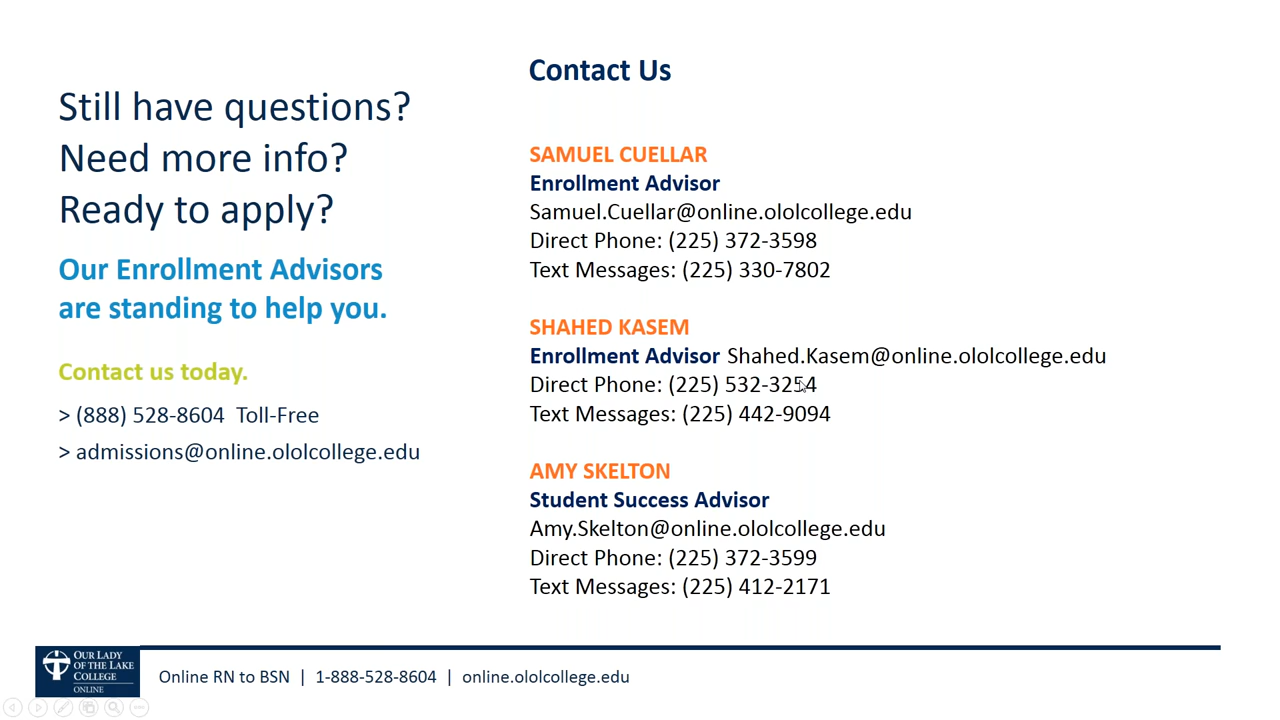 Still have questions?
Need more info?
Ready to apply?
Our Enrollment Advisors
are standing to help you.
Contact us today.
> (888) 528-8604  Toll-Free
> admissions@online.ololcollege.edu
Contact Us
SAMUEL CUELLAR
Enrollment Advisor
Samuel.Cuellar@online.ololcollege.edu
Direct Phone: (225) 372-3598
Text Messages: (225) 330-7802
SHAHED KASEM
Enrollment Advisor Shahed.Kasem@online.ololcollege.edu
Direct Phone: (225) 532-3254
Text Messages: (225) 442-9094
AMY SKELTON
Student Success Advisor
Amy.Skelton@online.ololcollege.edu
Direct Phone: (225) 372-3599
Text Messages: (225) 412-2171
OUR LADY
OF THE LAKE
COLLEGE
ONLINE
Online RN to BSN | 1-888-528-8604 | online.ololcollege.edu